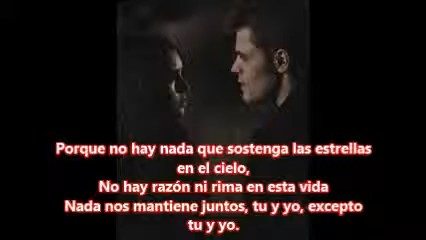 Porque no hay nada que sostenga las estrellas
en el cielo,
No hay razón ni rima en esta vida
Nada nos mantiene juntos, tu y yo, excepto
tu y yo.